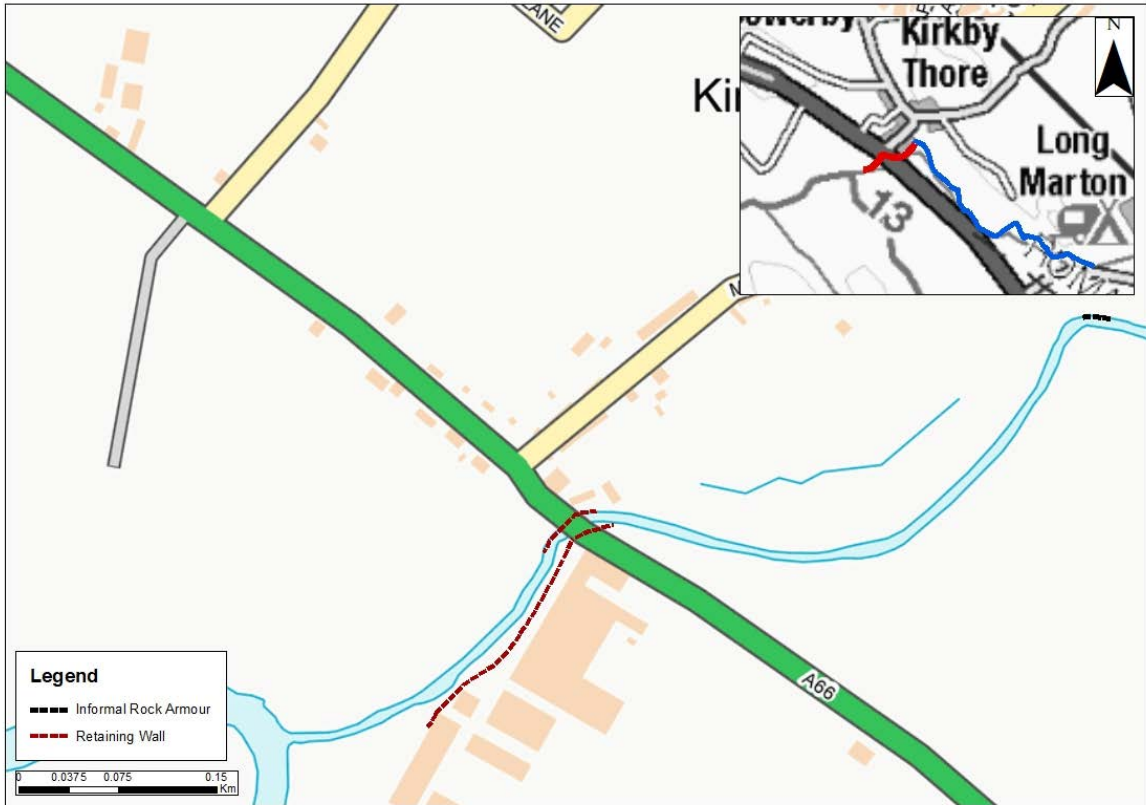 LANE
Kirkby
Thore
N
Long
Marton
13
A66
Legend
Informal Rock Armour
Retaining Wall
0 0.0375 0.075 0.15
Km